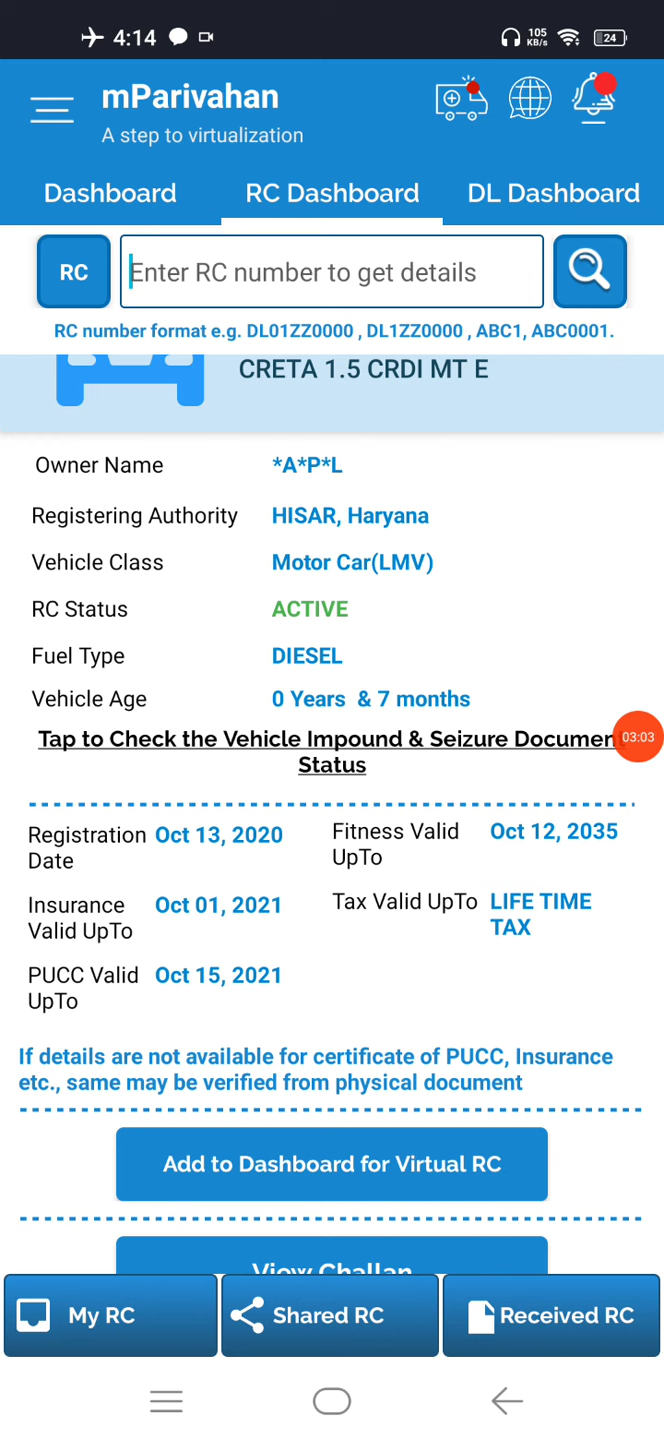 4:14
105
KB/s
24
mParivahan
A step to virtualization
Dashboard
RC Dashboard
DL Dashboard
RC
Enter RC number to get details
RC number format e.g. DL01ZZ0000 , DL1ZZ0000 , ABC1, ABC0001.
CRETA 1.5 CRDI MT E
Owner Name *A*P*L
Registering Authority HISAR, Haryana
Vehicle Class Motor Car(LMV)
RC Status ACTIVE
Fuel Type DIESEL
Vehicle Age 0 Years & 7 months
Tap to Check the Vehicle Impound & Seizure Document
Status
03:03
Registration Date Oct 13, 2020
Fitness Valid UpTo Oct 12, 2035
Insurance Valid UpTo Oct 01, 2021
Tax Valid UpTo LIFE TIME TAX
PUCC Valid UpTo Oct 15, 2021
If details are not available for certificate of PUCC, Insurance
etc., same may be verified from physical document
Add to Dashboard for Virtual RC
View Challan
My RC
Shared RC
Received RC